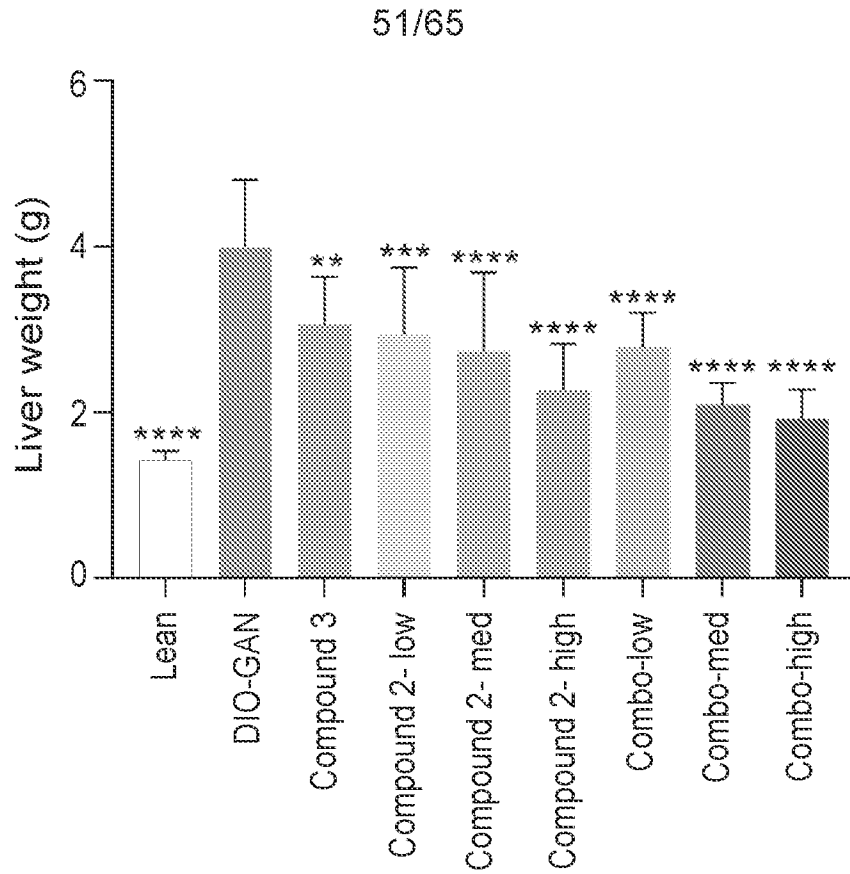 51/65
Liver weight (g)
6
4
2
0
****
**
***
****
****
****
****
****
Lean
DIO-GAN
Compound 3
Compound 2- low
Compound 2- med
Compound 2- high
Combo-low
Combo-med
Combo-high